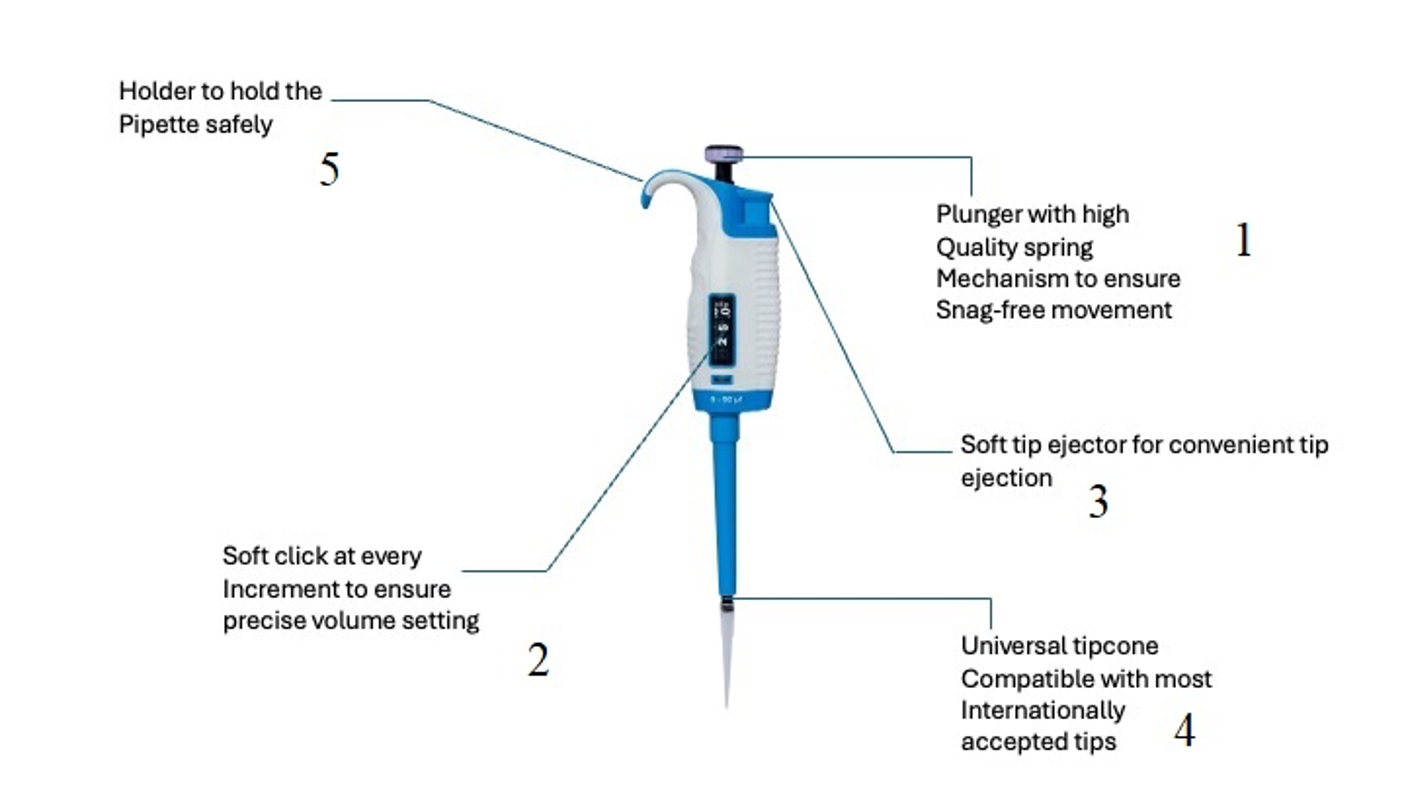 Holder to hold the
Pipette safely
5
Plunger with high
Quality spring
Mechanism to ensure
Snag-free movement
1
Soft tip ejector for convenient tip
ejection
3
Soft click at every
Increment to ensure
precise volume setting
2
Universal tipcone
Compatible with most
Internationally
accepted tips
4